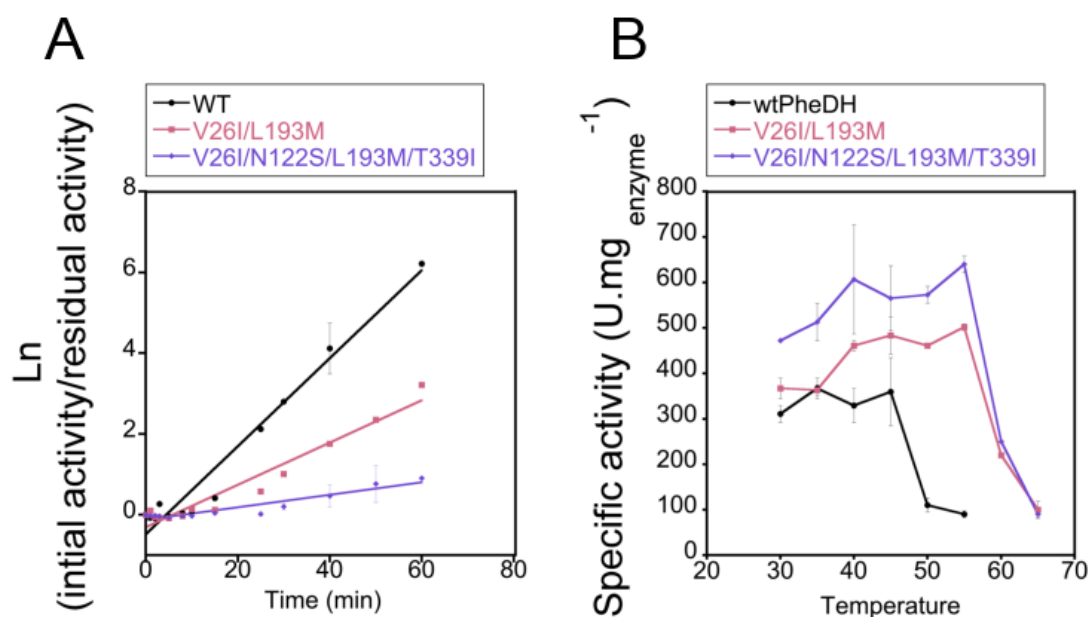 A
B
WT
V26I/L193M
V26I/N122S/L193M/T339I
Ln
(intial activity/residual activity)
8
6
4
2
0
0
20
40
60
80
Time (min)
wtPheDH
V26I/L193M
V26I/N122S/L193M/T339I
Specific activity (U.mg enzyme -1)
800
700
600
500
400
300
200
100
0
20
30
40
50
60
70
Temperature